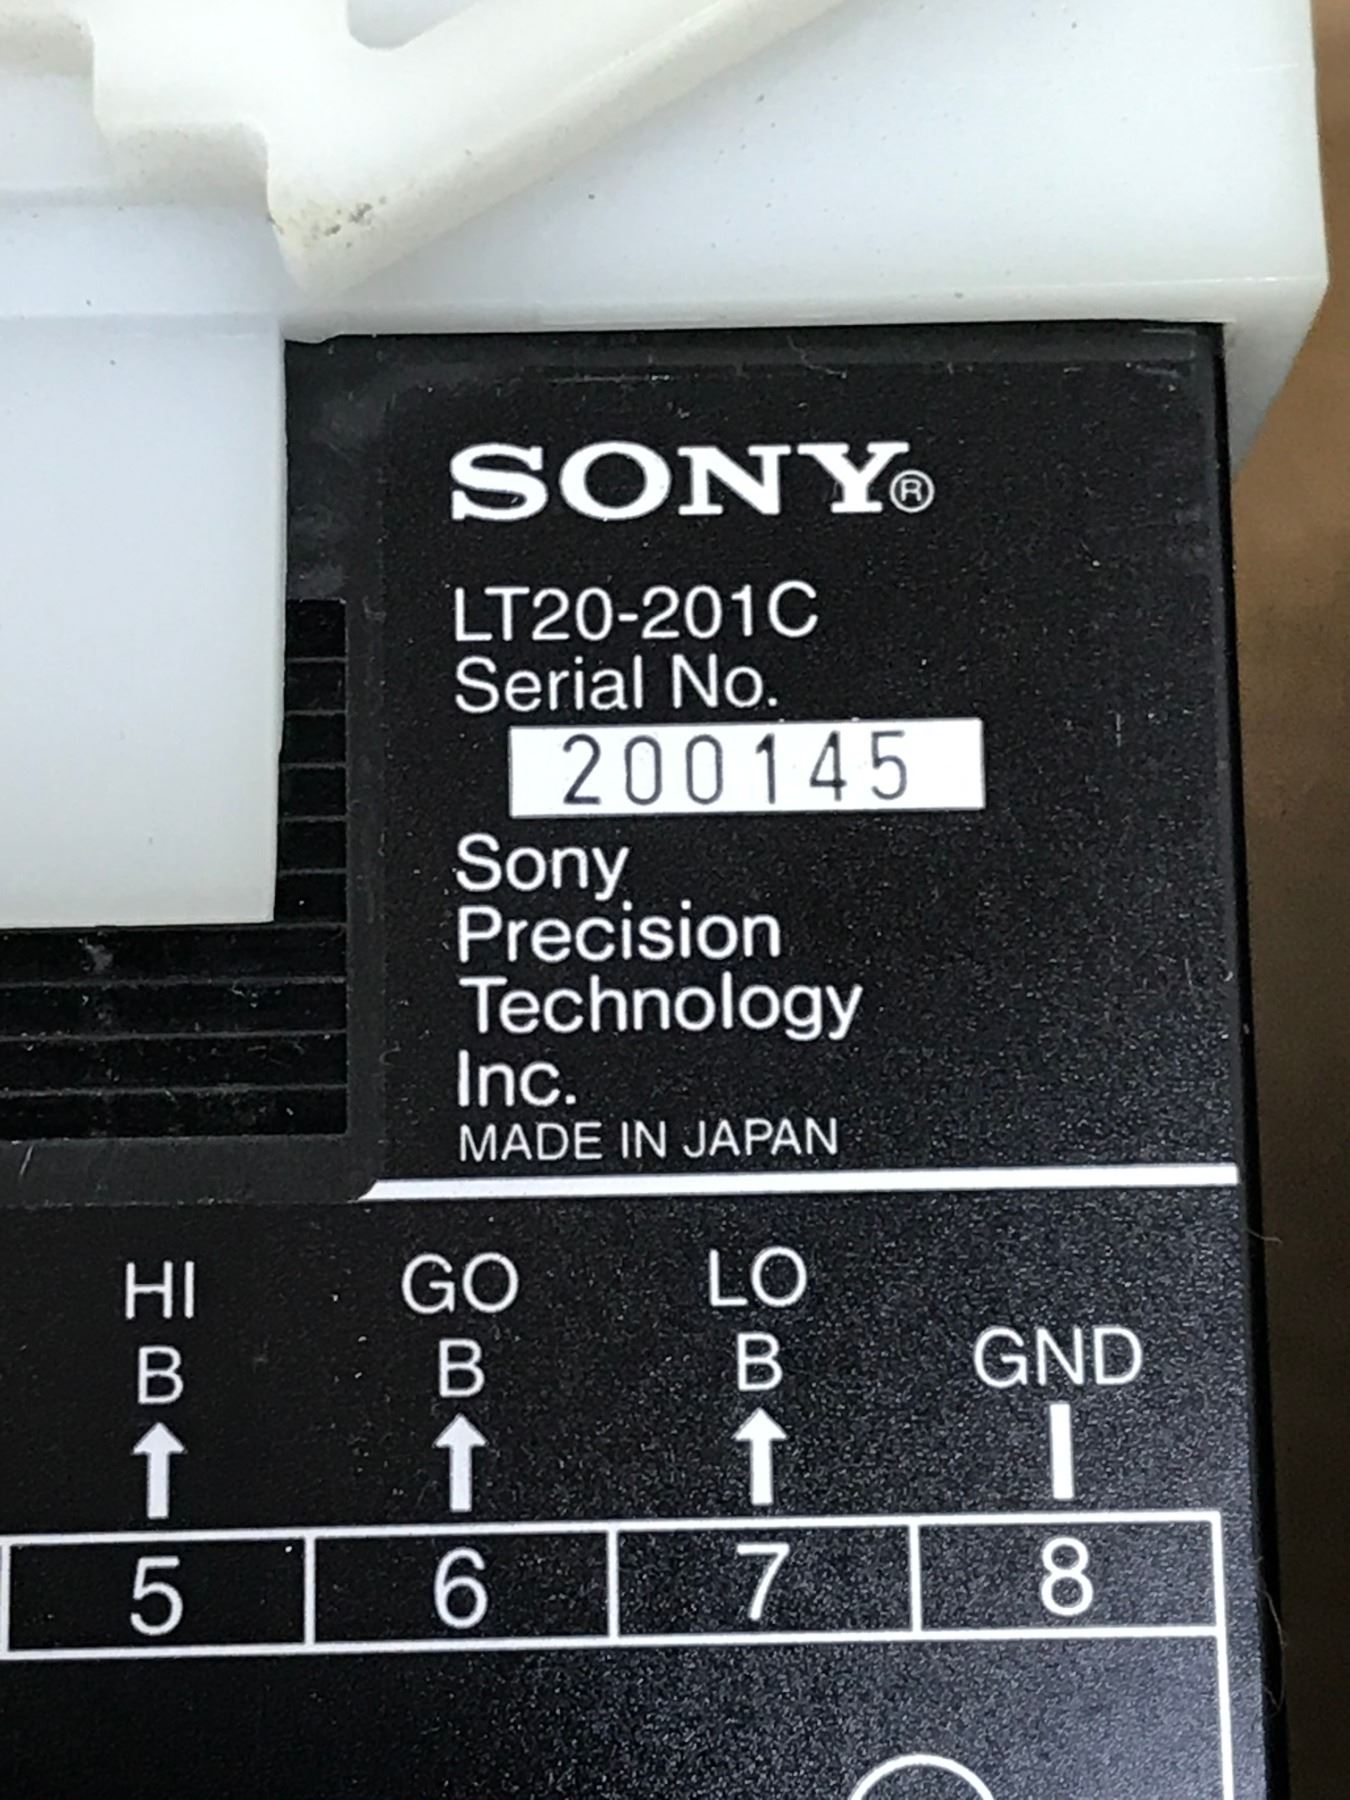 SONY®
LT20-201C
Serial No.
200145
Sony
Precision
Technology
Inc.
MADE IN JAPAN
HI GO LO
B B B GND
5 6 7 8